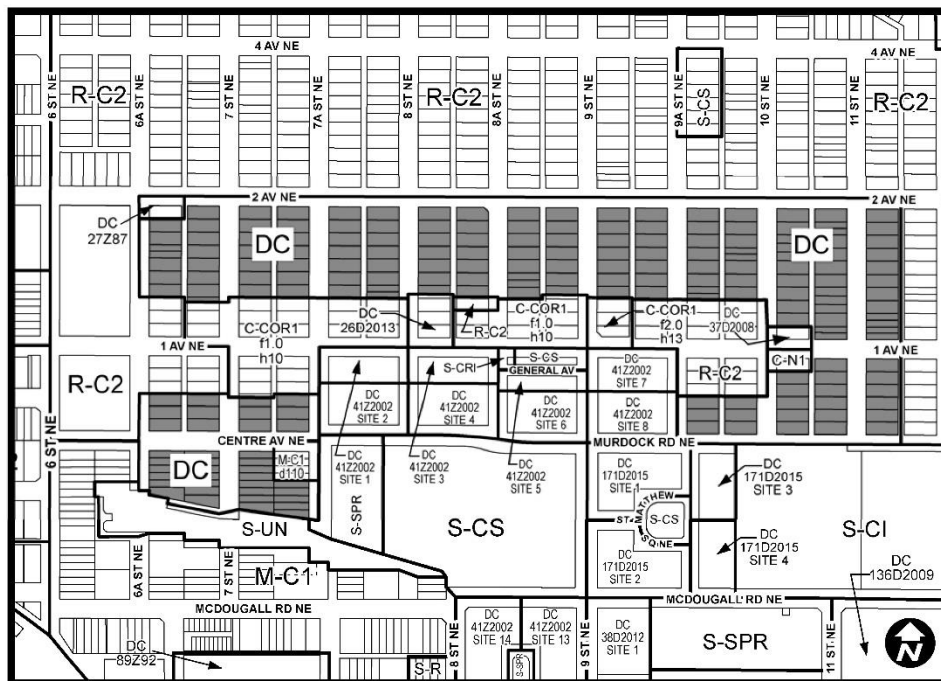 4 AV NE
4 AV NE
6 ST NE
R-C2
6A ST NE
7 ST NE
7A ST NE
8 ST NE
R-C2
8A ST NE
9 ST NE
9A ST NE
S-CS
10 ST NE
11 ST NE
R-C2
2 AV NE
2 AV NE
DC
27Z87
DC
DC
C-COR1
f1.0
h10
DC
26D2013
R-C2
C-COR1
f1.0
h10
C-COR1
f2.0
h13
DC
37D2008
1 AV NE
1 AV NE
C-N1
R-C2
S-CRI
S-CS
GENERAL AV
DC
41Z2002
SITE 7
R-C2
DC
41Z2002
SITE 2
DC
41Z2002
SITE 4
DC
41Z2002
SITE 6
DC
41Z2002
SITE 8
6 ST NE
CENTRE AV NE
MURDOCK RD NE
DC
M-C1
d110
DC
41Z2002
SITE 1
DC
41Z2002
SITE 3
DC
41Z2002
SITE 5
DC
171D2015
SITE 1
DC
171D2015
SITE 3
S-SPR
S-CS
MATTHEW
ST
S-CS
SQ NE
S-CI
S-UN
DC
171D2015
SITE 2
DC
171D2015
SITE 4
DC
136D2009
6A ST NE
7 ST NE
M-C1
MCDOUGALL RD NE
MCDOUGALL RD NE
DC
89Z92
S-R
8 ST NE
DC
41Z2002
SITE 14
S-SPR
DC
41Z2002
SITE 13
9 ST NE
DC
38D2012
SITE 1
S-SPR
11 ST NE
N